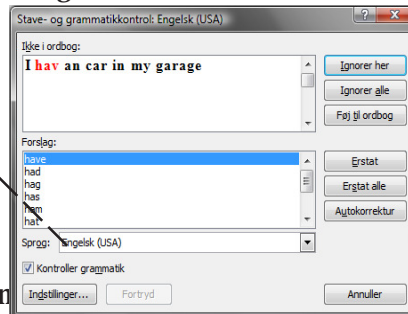 Stave- og grammatikkontrol: Engelsk (USA)
Ikke i ordbog:
I hav an car in my garage
Ignorer her
Ignorer alle
Føj til ordbog
Forslag:
have
had
hag
has
ham
hat
Erstat
Erstat alle
Autokorrektur
Sprog: Engelsk (USA)
Kontroller grammatik
Indstillinger... Fortryd Annuller